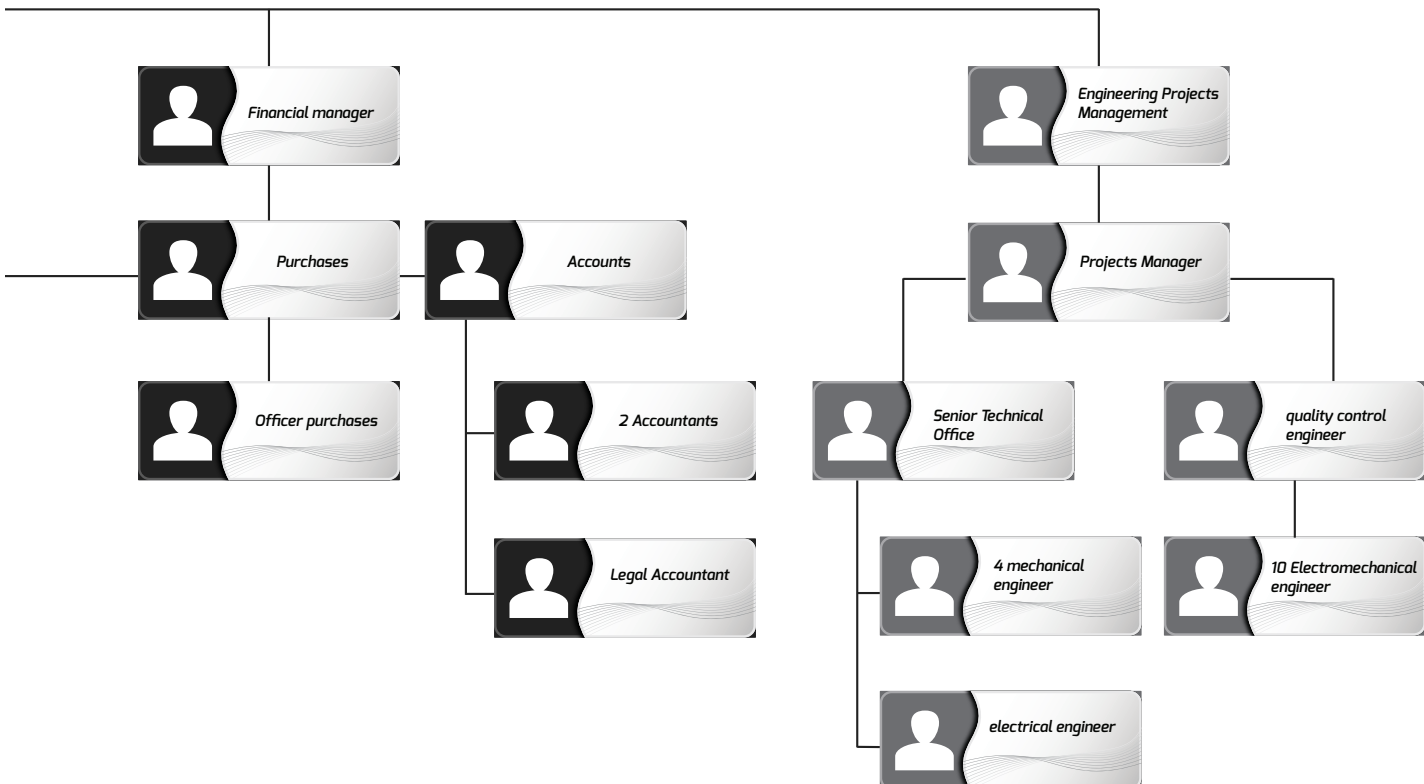 Financial manager
Engineering Projects
Management
Purchases
Accounts
Projects Manager
Officer purchases
2 Accountants
Senior Technical
Office
quality control
engineer
Legal Accountant
4 mechanical
engineer
10 Electromechanical
engineer
electrical engineer